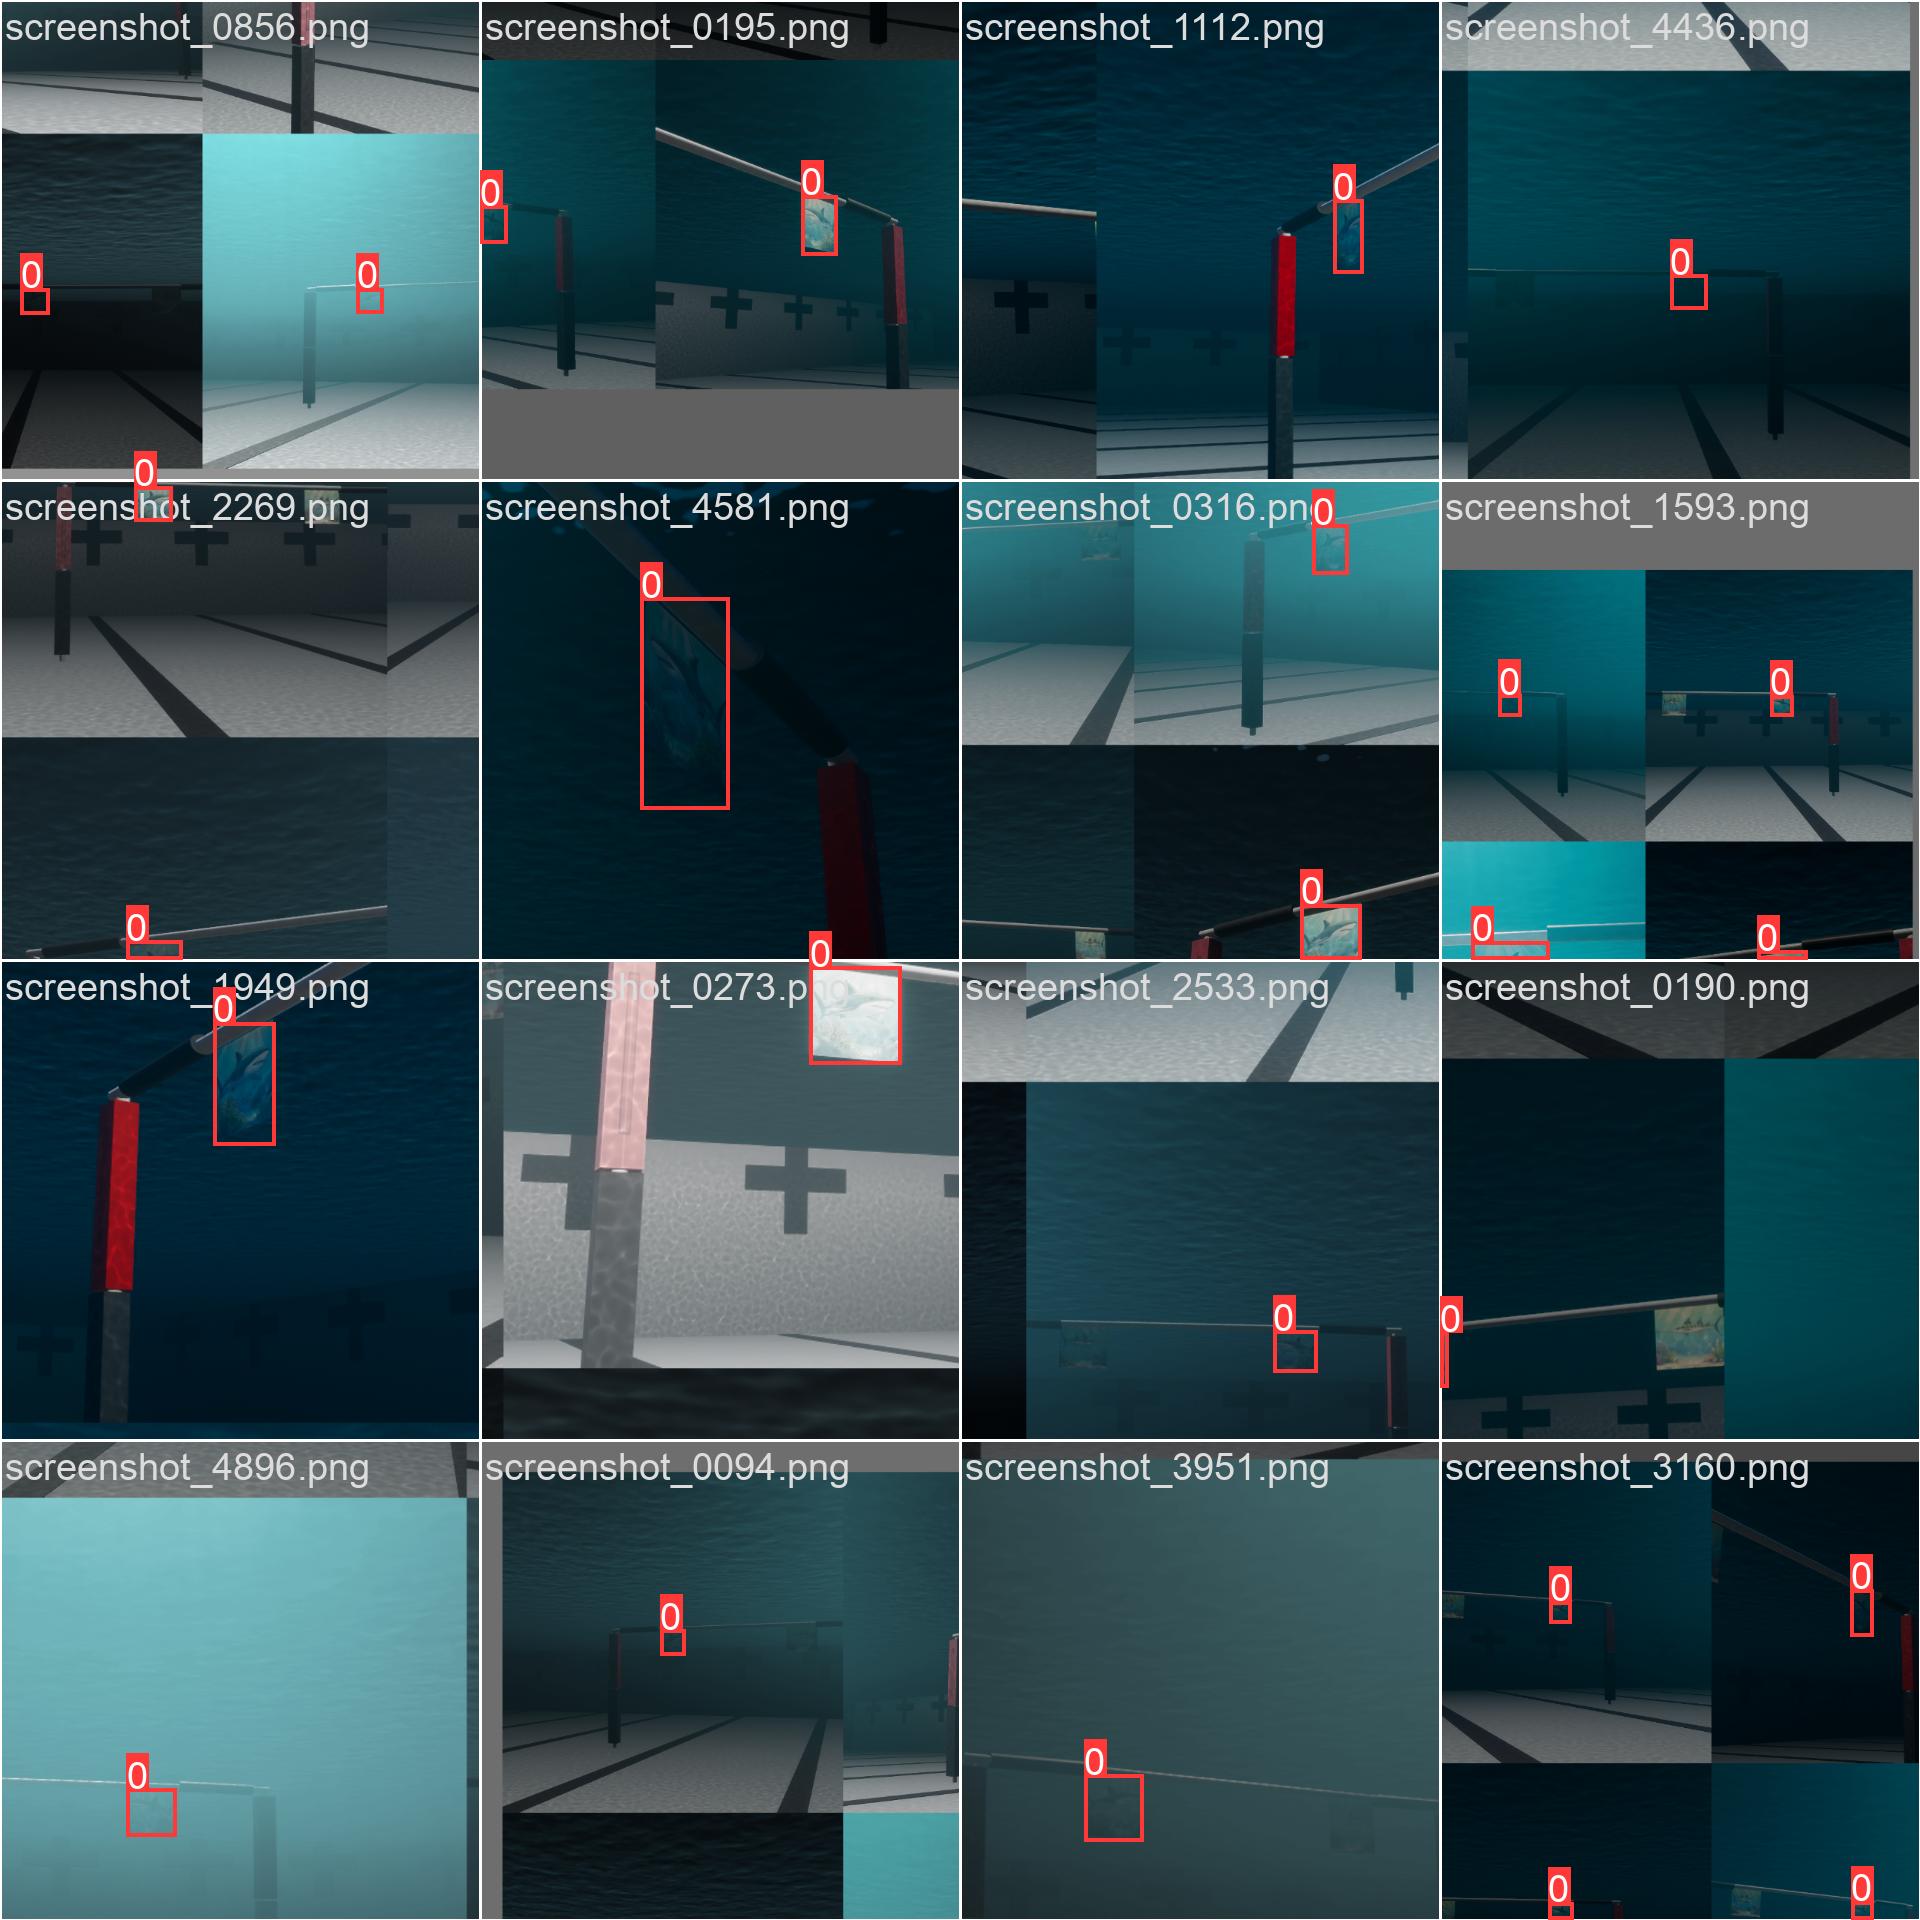 screenshot_0856.png
screenshot_0195.png
screenshot_1112.png
screenshot_4436.png
0
0
0
0
0
0
0
screenshot_2269.png
screenshot_4581.png
screenshot_0316.png
screenshot_1593.png
0
0
0
0
0
0
0
0
0
screenshot_1949.png
screenshot_0273.png
screenshot_2533.png
screenshot_0190.png
0
0
0
0
screenshot_4896.png
screenshot_0094.png
screenshot_3951.png
screenshot_3160.png
0
0
0
0
0
0
0